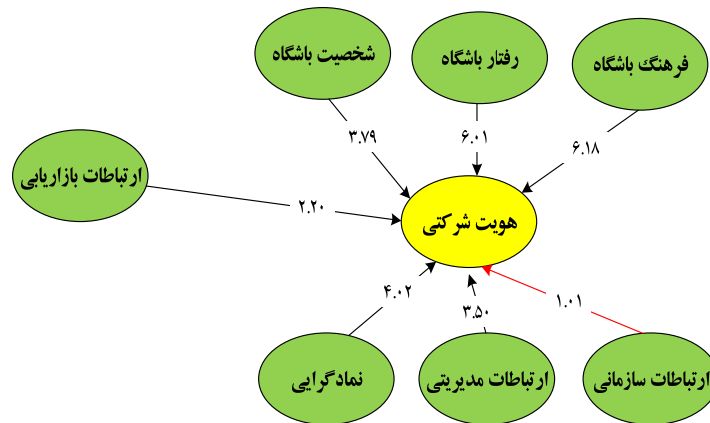 شخصیت باشگاه
رفتار باشگاه
فرهنگ باشگاه
۳.۷۹
۶.۰۱
۶.۱۸
ارتباطات بازاریابی
۲.۲۰
هویت شرکتی
۴.۰۲
۳.۵۰
۱.۰۱
نمادگرایی
ارتباطات مدیریتی
ارتباطات سازمانی